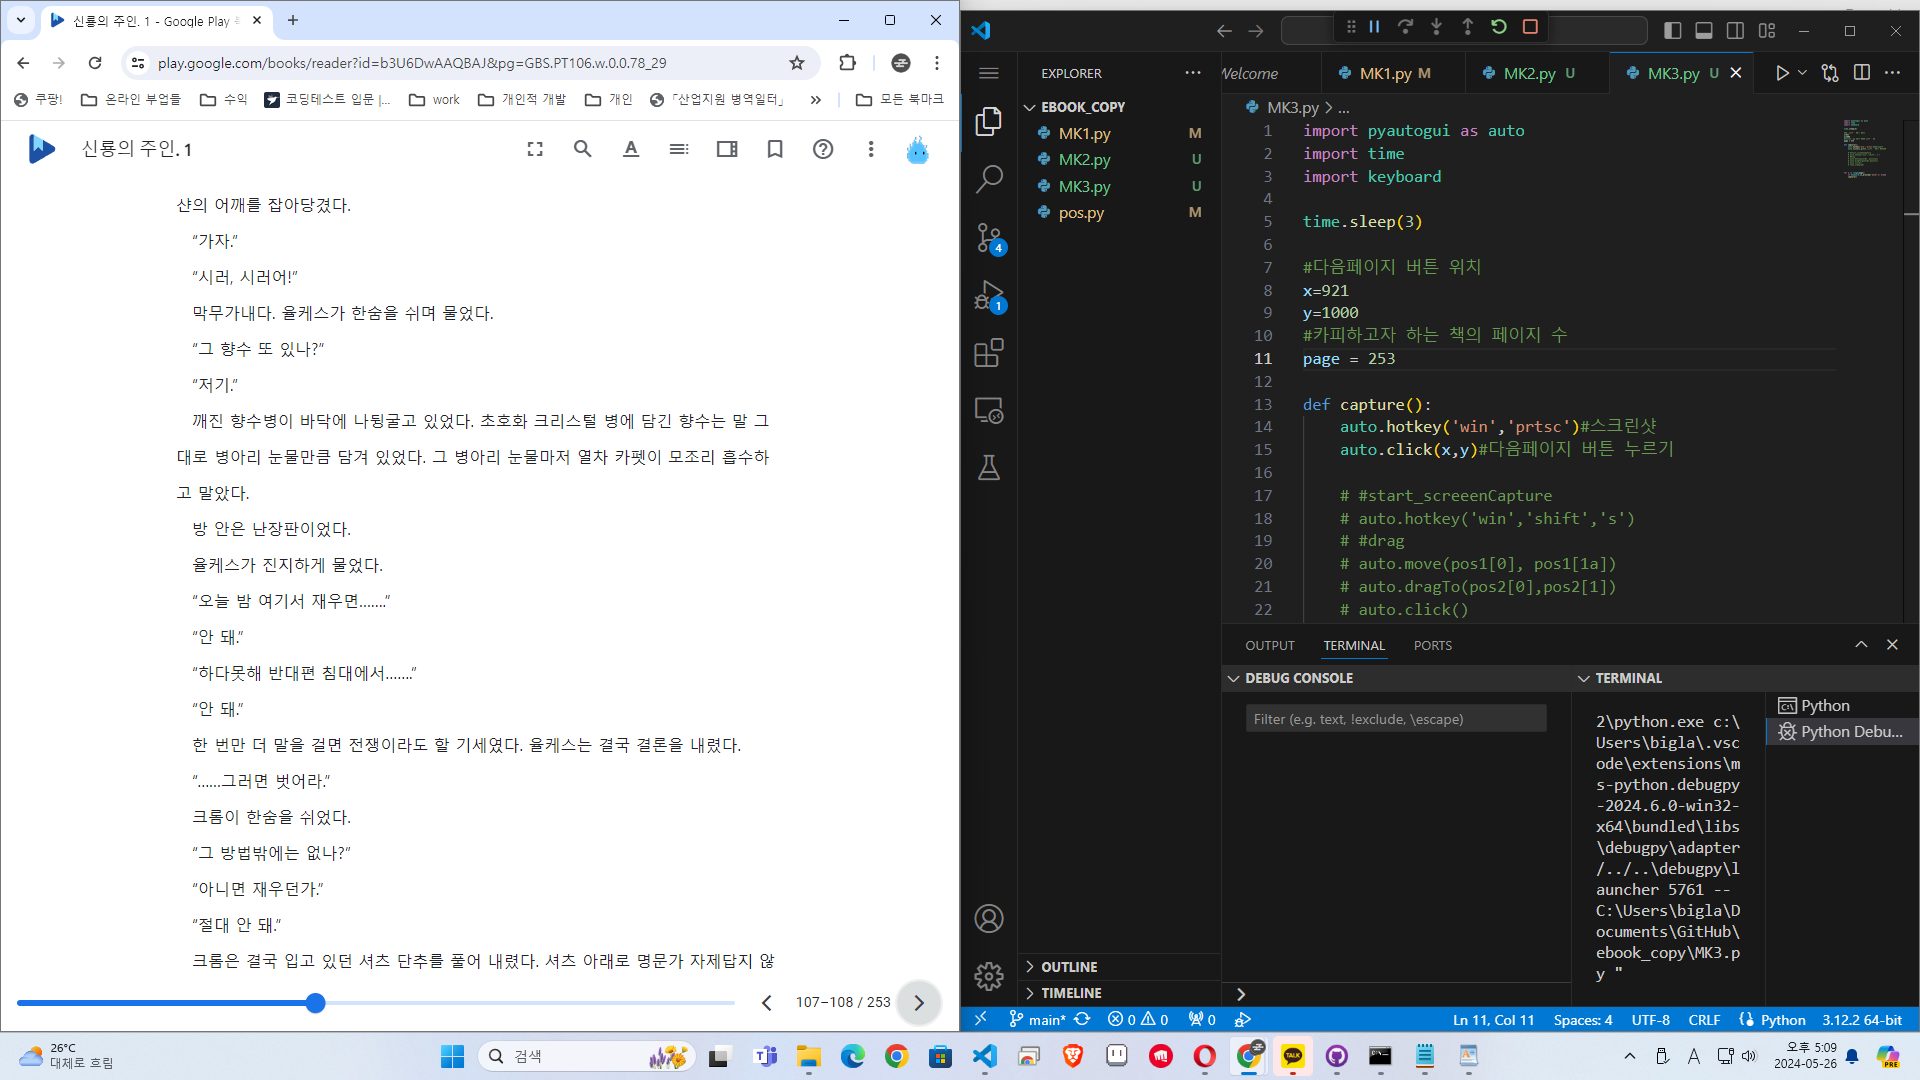 신룡의 주인. 1 - Google Play
play.google.com/books/reader?id=b3U6DwAAQBAJ&pg=GBS.PT106.w.0.0.78_29
쿠팡!
온라인 부업들
수익
코딩테스트 입문 |...
work
개인적 개발
개인
「산업지원 병역일터」
»
모든 북마크
신룡의 주인. 1
샨의 어깨를 잡아당겼다.
“가자.”
“시러, 시러어!”
막무가내다. 율케스가 한숨을 쉬며 물었다.
“그 향수 또 있나?”
“저기.”
깨진 향수병이 바닥에 나뒹굴고 있었다. 초호화 크리스털 병에 담긴 향수는 말 그
대로 병아리 눈물만큼 담겨 있었다. 그 병아리 눈물마저 열차 카펫이 모조리 흡수하
고 말았다.
방 안은 난장판이었다.
율케스가 진지하게 물었다.
“오늘 밤 여기서 재우면…….”
“안 돼.”
“하다못해 반대편 침대에서…….”
“안 돼.”
한 번만 더 말을 걸면 전쟁이라도 할 기세였다. 율케스는 결국 결론을 내렸다.
“……그러면 벗어라.”
크롬이 한숨을 쉬었다.
“그 방법밖에는 없나?”
“아니면 재우던가.”
“절대 안 돼.”
크롬은 결국 입고 있던 셔츠 단추를 풀어 내렸다. 셔츠 아래로 명문가 자제답지 않
107–108 / 253
EXPLORER
EBOOK_COPY
MK1.py M
MK2.py U
MK3.py U
pos.py M
4
1
OUTLINE
TIMELINE
Welcome
MK1.py M
MK2.py U
MK3.py U
MK3.py > ...
1 import pyautogui as auto
2 import time
3 import keyboard
4
5 time.sleep(3)
6
7 #다음페이지 버튼 위치
8 x=921
9 y=1000
10 #카피하고자 하는 책의 페이지 수
11 page = 253
12
13 def capture():
14 auto.hotkey('win','prtsc')#스크린샷
15 auto.click(x,y)#다음페이지 버튼 누르기
16
17 # #start_screeenCapture
18 # auto.hotkey('win','shift','s')
19 # #drag
20 # auto.move(pos1[0], pos1[1a])
21 # auto.dragTo(pos2[0],pos2[1])
22 # auto.click()
OUTPUT
TERMINAL
PORTS
DEBUG CONSOLE
Filter (e.g. text, !exclude, \escape)
TERMINAL
2\python.exe c:\
Users\bigla\.vsc
ode\extensions\m
s-python.debugpy
-2024.6.0-win32-
x64\bundled\libs
\debugpy\adapter
/../..\debugpy\l
auncher 5761 --
C:\Users\bigla\D
ocuments\GitHub\
ebook_copy\MK3.p
y "
Python
Python Debu...
main*
0 0
0
Ln 11, Col 11
Spaces: 4
UTF-8
CRLF
Python
3.12.2 64-bit
26°C
대체로 흐림
검색
TALK
A
오후 5:09
2024-05-26
PRE